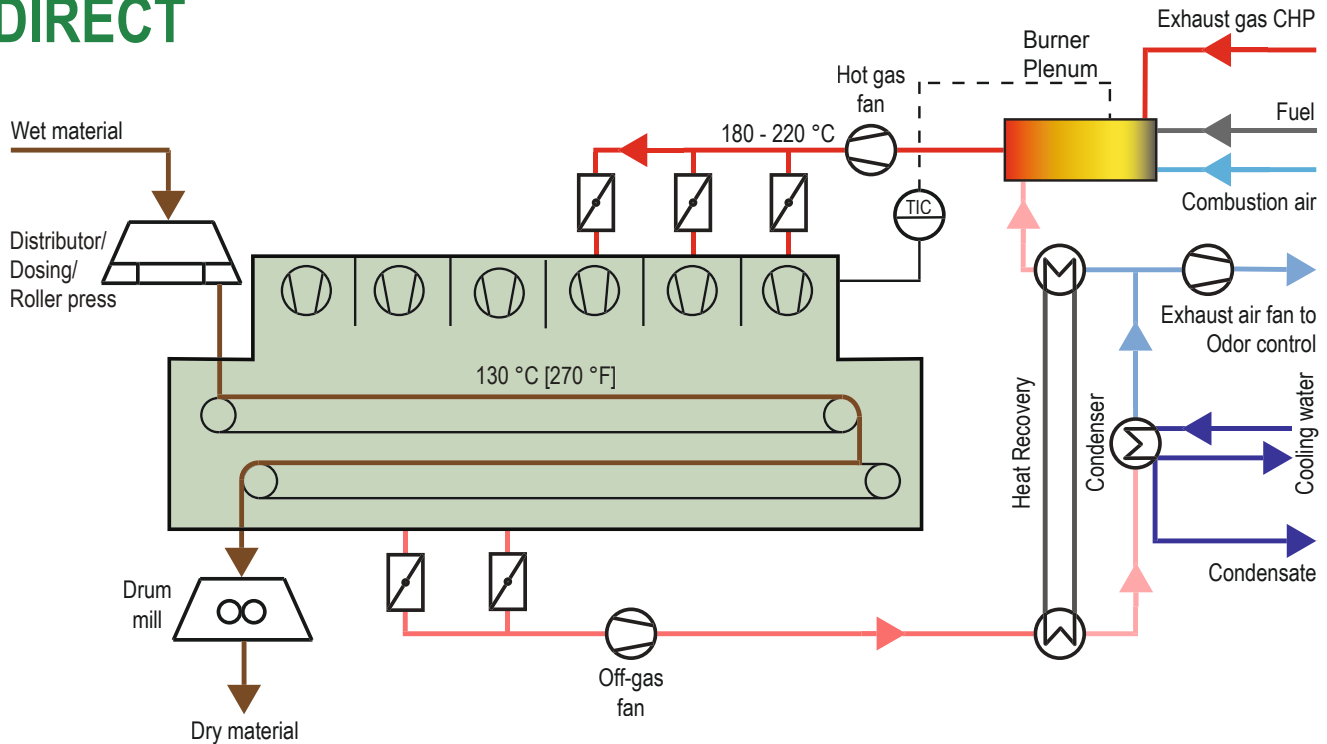 DIRECT
Exhaust gas CHP
Burner
Plenum
Hot gas
fan
Fuel
Wet material
180 - 220 °C
Combustion air
TIC
Distributor/
Dosing/
Roller press
Exhaust air fan to
Odor control
130 °C [270 °F]
Heat Recovery
Condenser
Cooling water
Condensate
Drum
mill
Off-gas
fan
Dry material